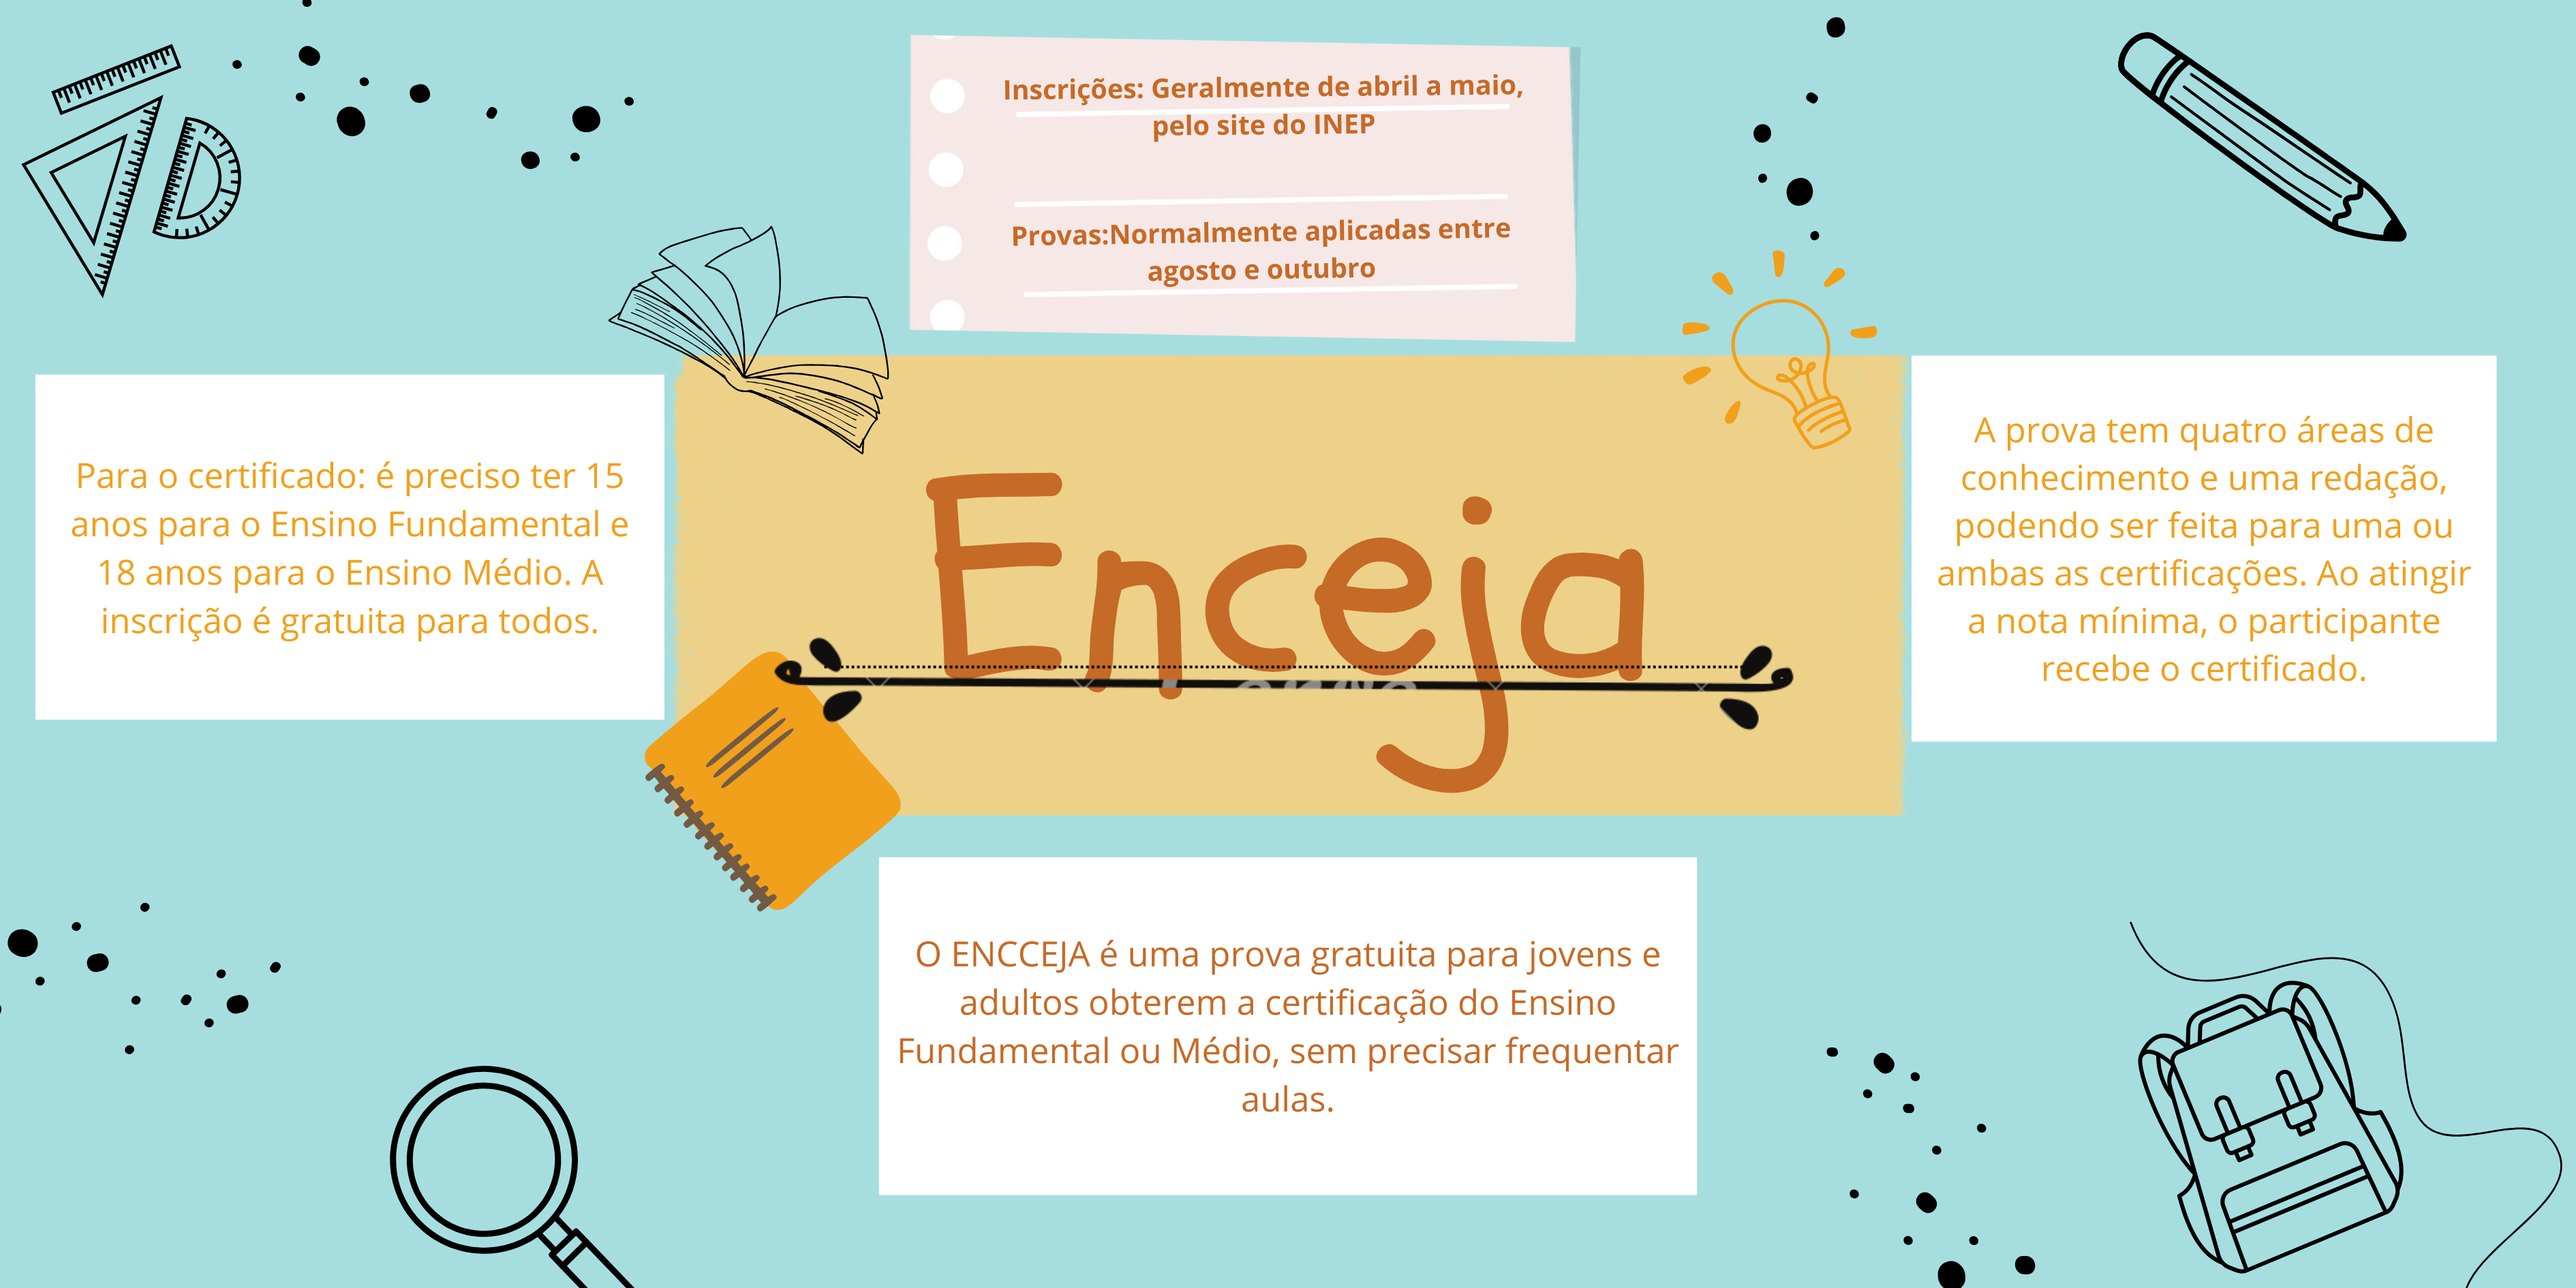 Inscrições: Geralmente de abril a maio,
pelo site do INEP
Provas:Normalmente aplicadas entre
agosto e outubro
Para o certificado: é preciso ter 15
anos para o Ensino Fundamental e
18 anos para o Ensino Médio. A
inscrição é gratuita para todos.
Enceja
A prova tem quatro áreas de
conhecimento e uma redação,
podendo ser feita para uma ou
ambas as certificações. Ao atingir
a nota mínima, o participante
recebe o certificado.
O ENCCEJA é uma prova gratuita para jovens e
adultos obterem a certificação do Ensino
Fundamental ou Médio, sem precisar frequentar
aulas.